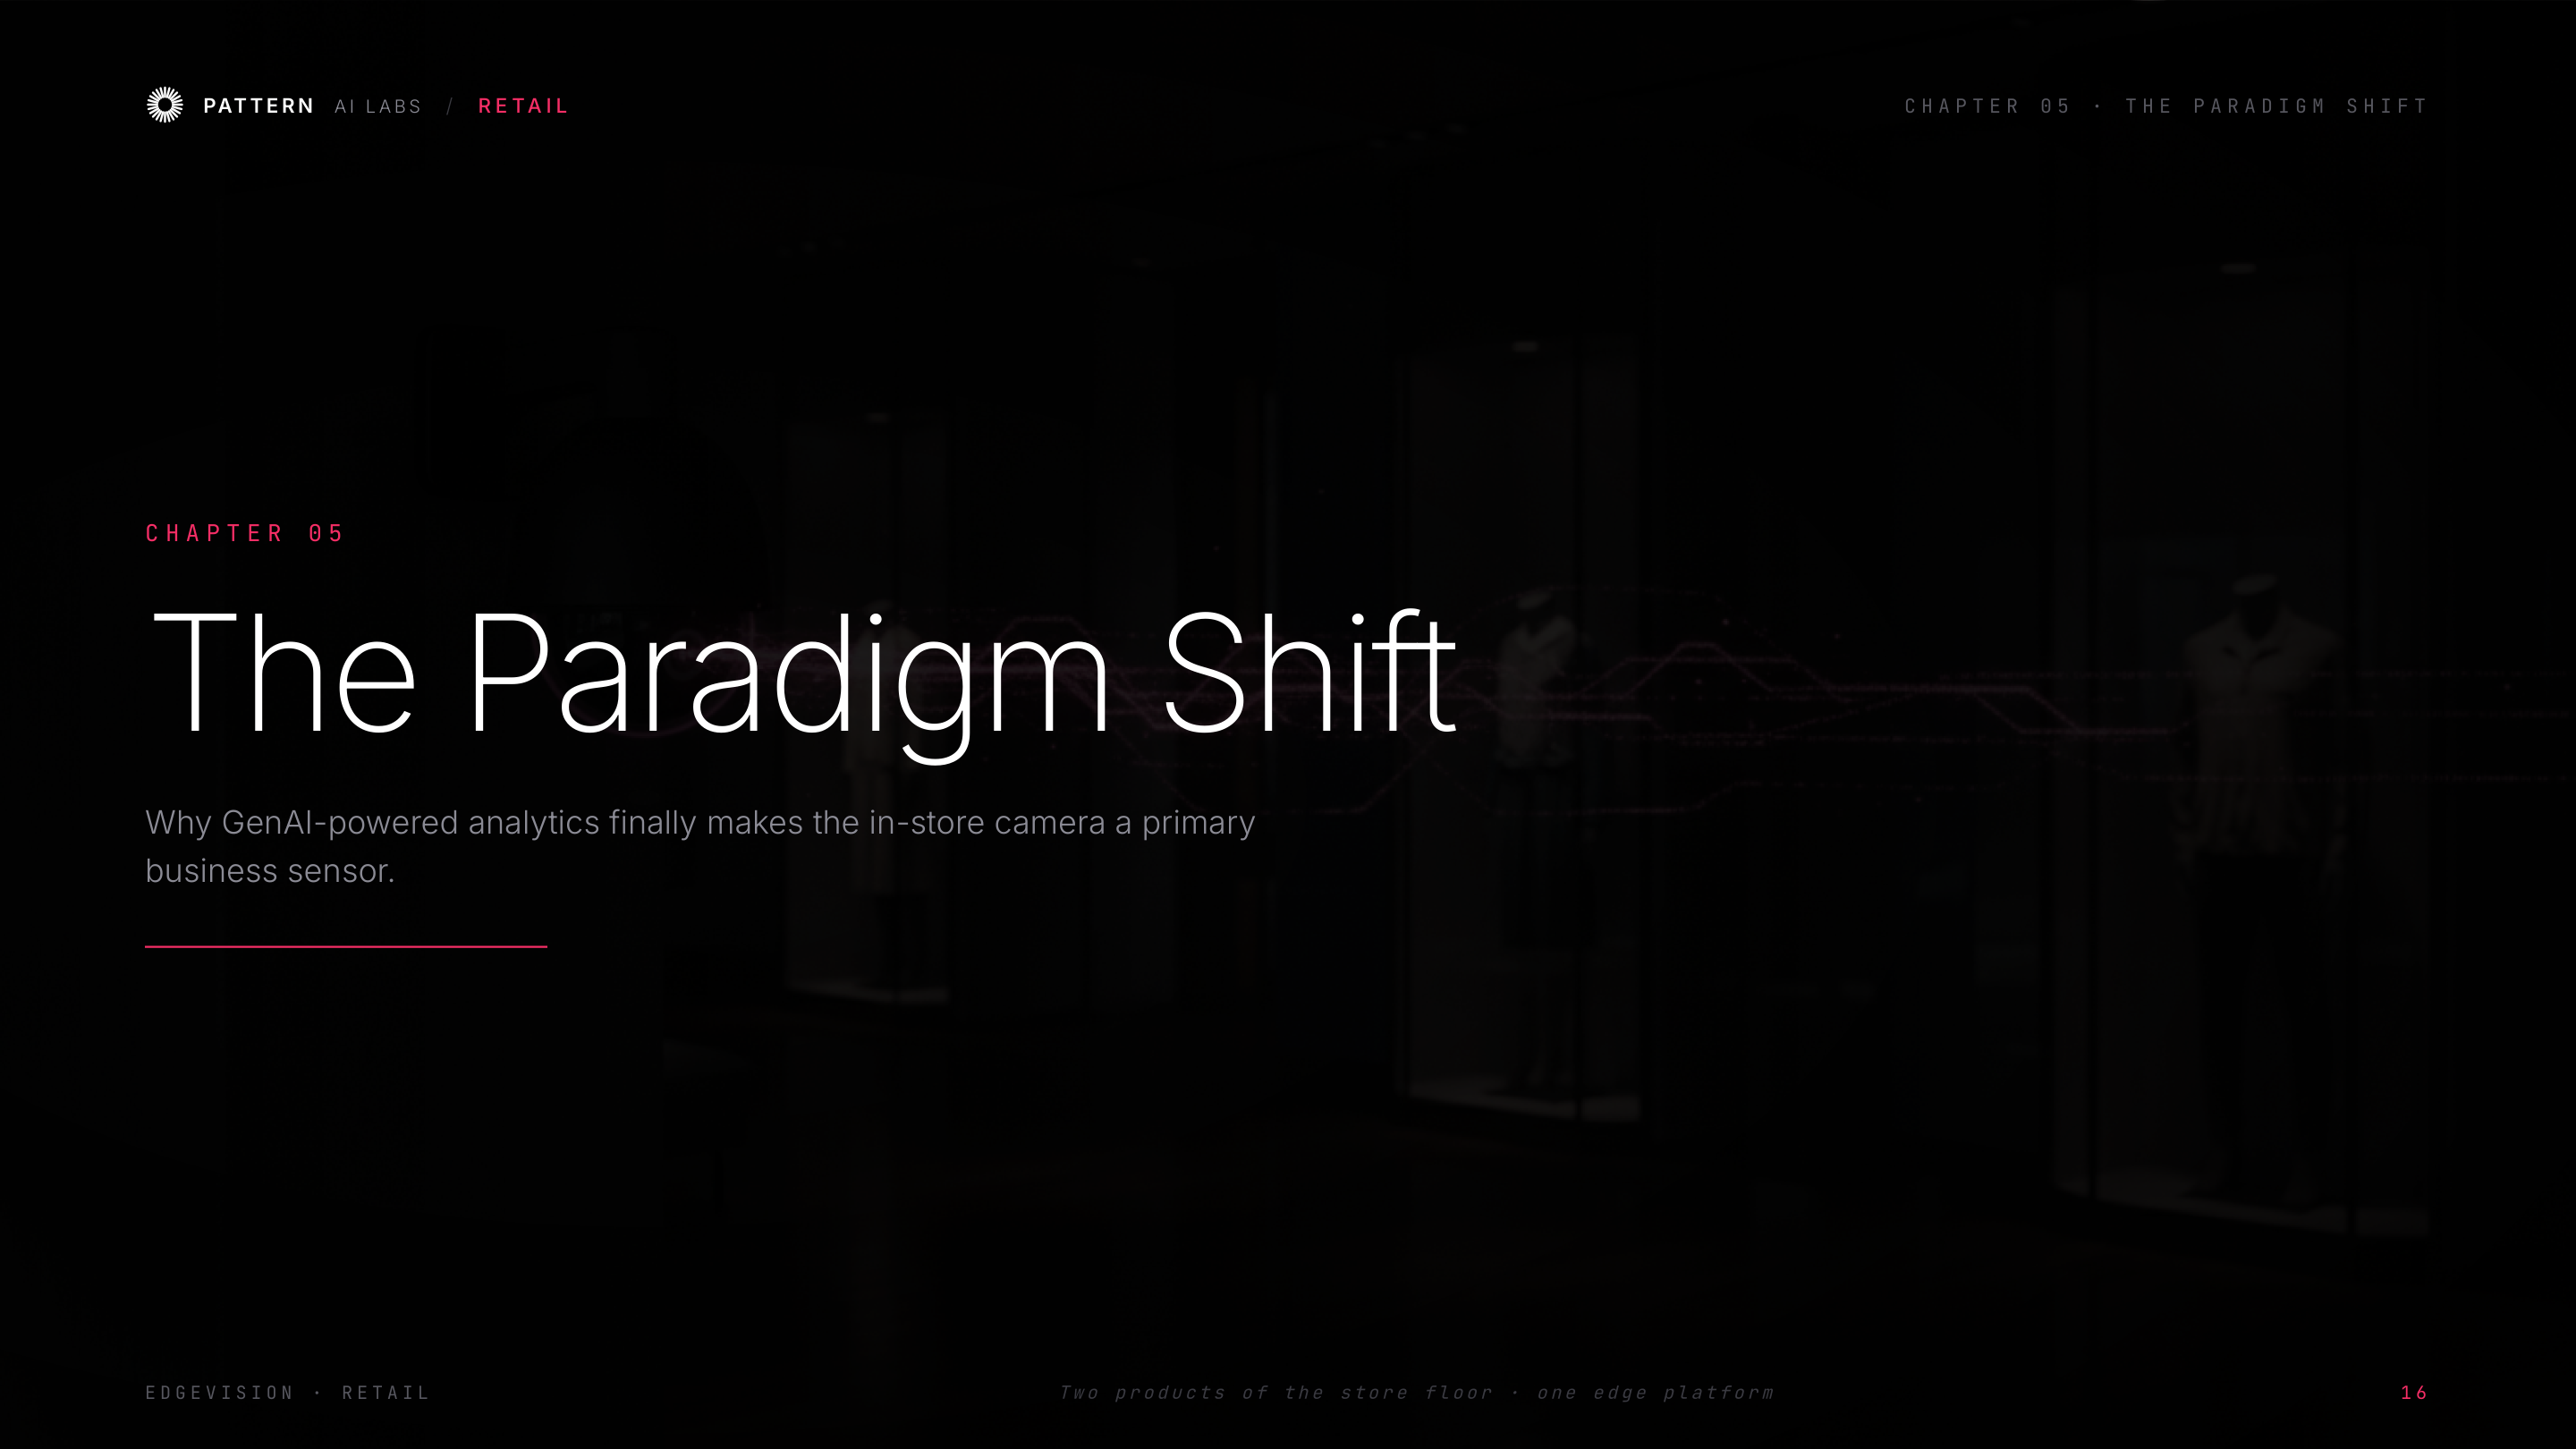 PATTERN AI LABS / RETAIL
CHAPTER 05 · THE PARADIGM SHIFT
CHAPTER 05
The Paradigm Shift
Why GenAI-powered analytics finally makes the in-store camera a primary
business sensor.
EDGEVISION · RETAIL
Two products of the store floor · one edge platform
16